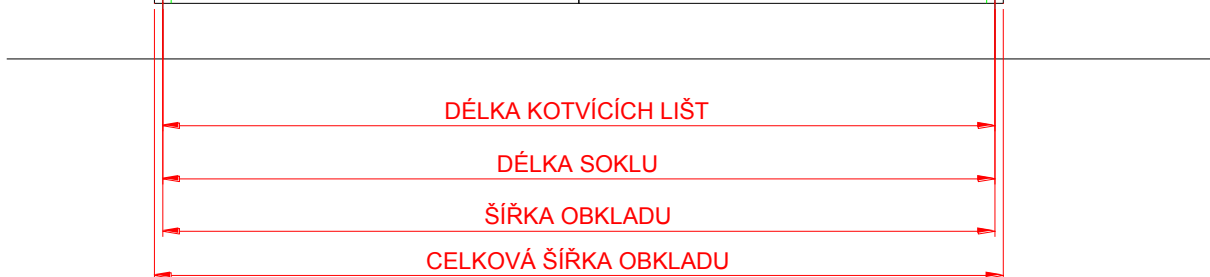 DÉLKA KOTVÍCÍCH LIŠT
DÉLKA SOKLU
ŠÍŘKA OBKLADU
CELKOVÁ ŠÍŘKA OBKLADU